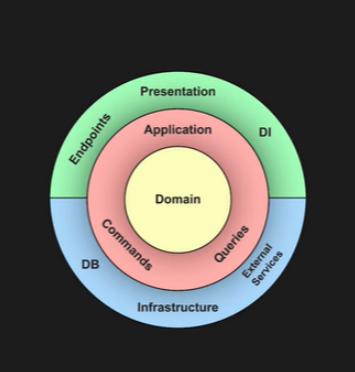 Presentation
Endpoints
DI
Application
Domain
Commands
Queries
DB
External
Services
Infrastructure